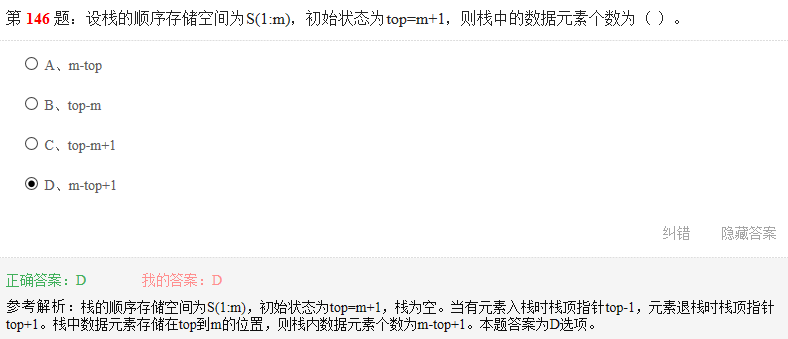 第 146 题：设栈的顺序存储空间为S(1:m)，初始状态为top=m+1，则栈中的数据元素个数为（ ）。
A、m-top
B、top-m
C、top-m+1
D、m-top+1
纠错 隐藏答案
正确答案：D 我的答案：D
参考解析：栈的顺序存储空间为S(1:m)，初始状态为top=m+1，栈为空。当有元素入栈时栈顶指针top-1，元素退栈时栈顶指针
top+1。栈中数据元素存储在top到m的位置，则栈内数据元素个数为m-top+1。本题答案为D选项。